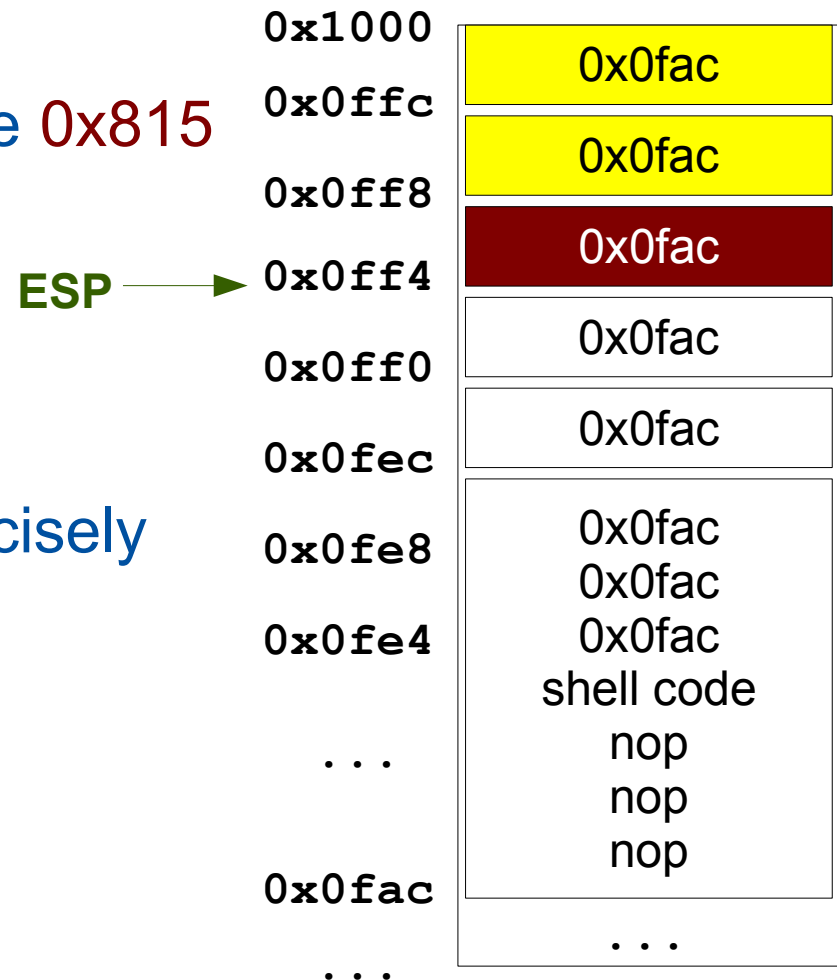 0x1000
0x0fac
e 0x815
0x0ffc
0x0fac
0x0ff8
0x0fac
ESP
0x0ff4
0x0fac
0x0ff0
0x0fac
0x0fec
cisely
0x0fe8
0x0fac
0x0fac
0x0fe4
0x0fac
shell code
nop
...
nop
nop
0x0fac
...
...